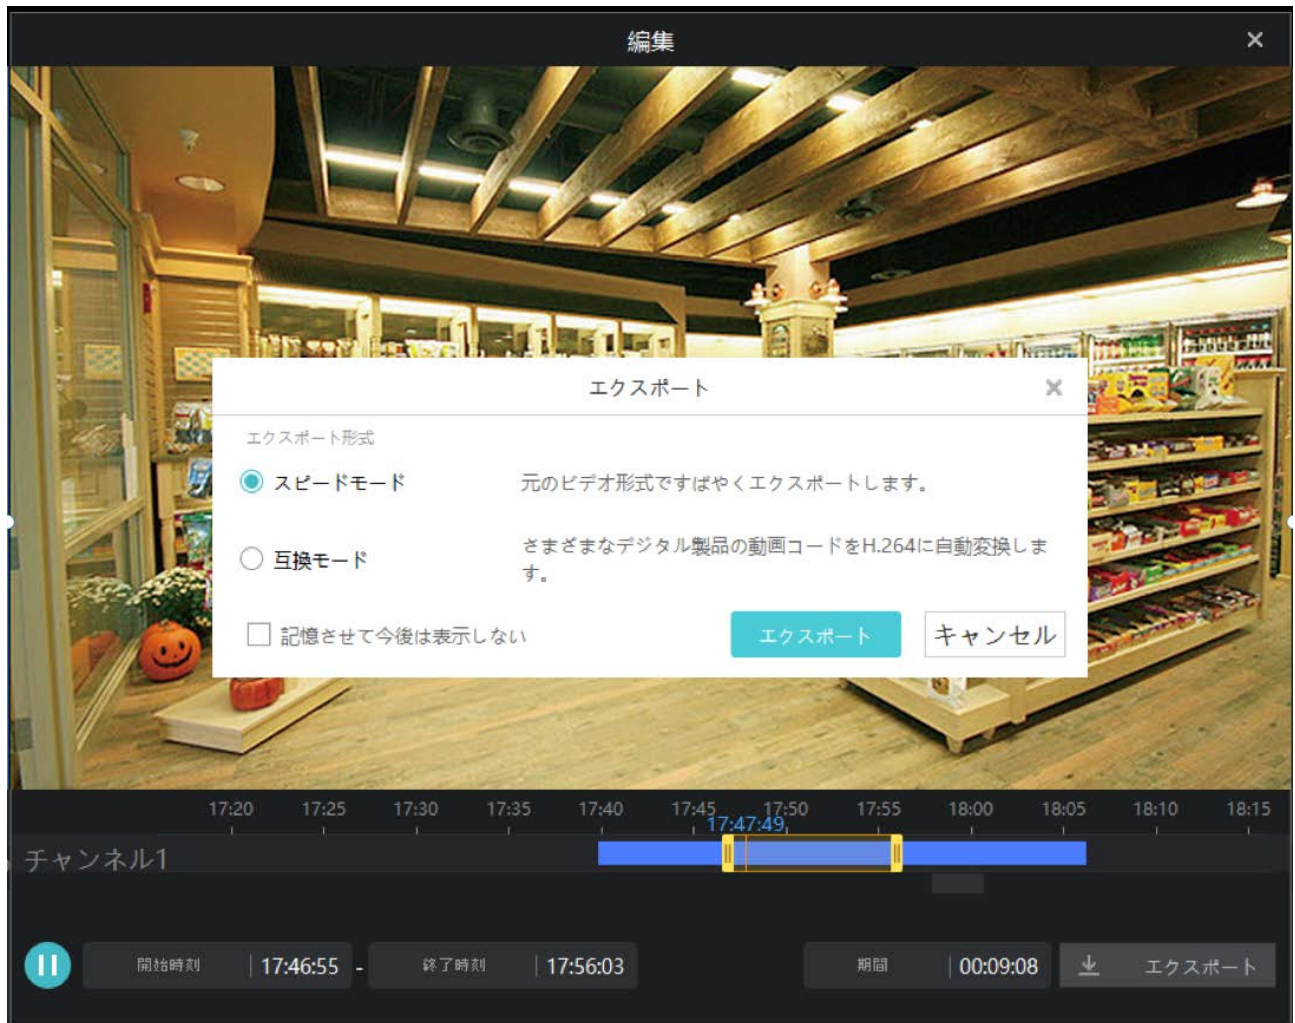 編集
エクスポート
エクスポート形式
スピードモード 元のビデオ形式ですばやくエクスポートします。
互換モード さまざまなデジタル製品の動画コードをH.264に自動変換しま
す。
記憶させて今後は表示しない エクスポート キャンセル
17:20 17:25 17:30 17:35 17:40 17:45 17:50 17:55 18:00 18:05 18:10 18:15
17:47:49
チャンネル1
開始時刻 17:46:55 - 終了時刻 17:56:03 期間 00:09:08 エクスポート